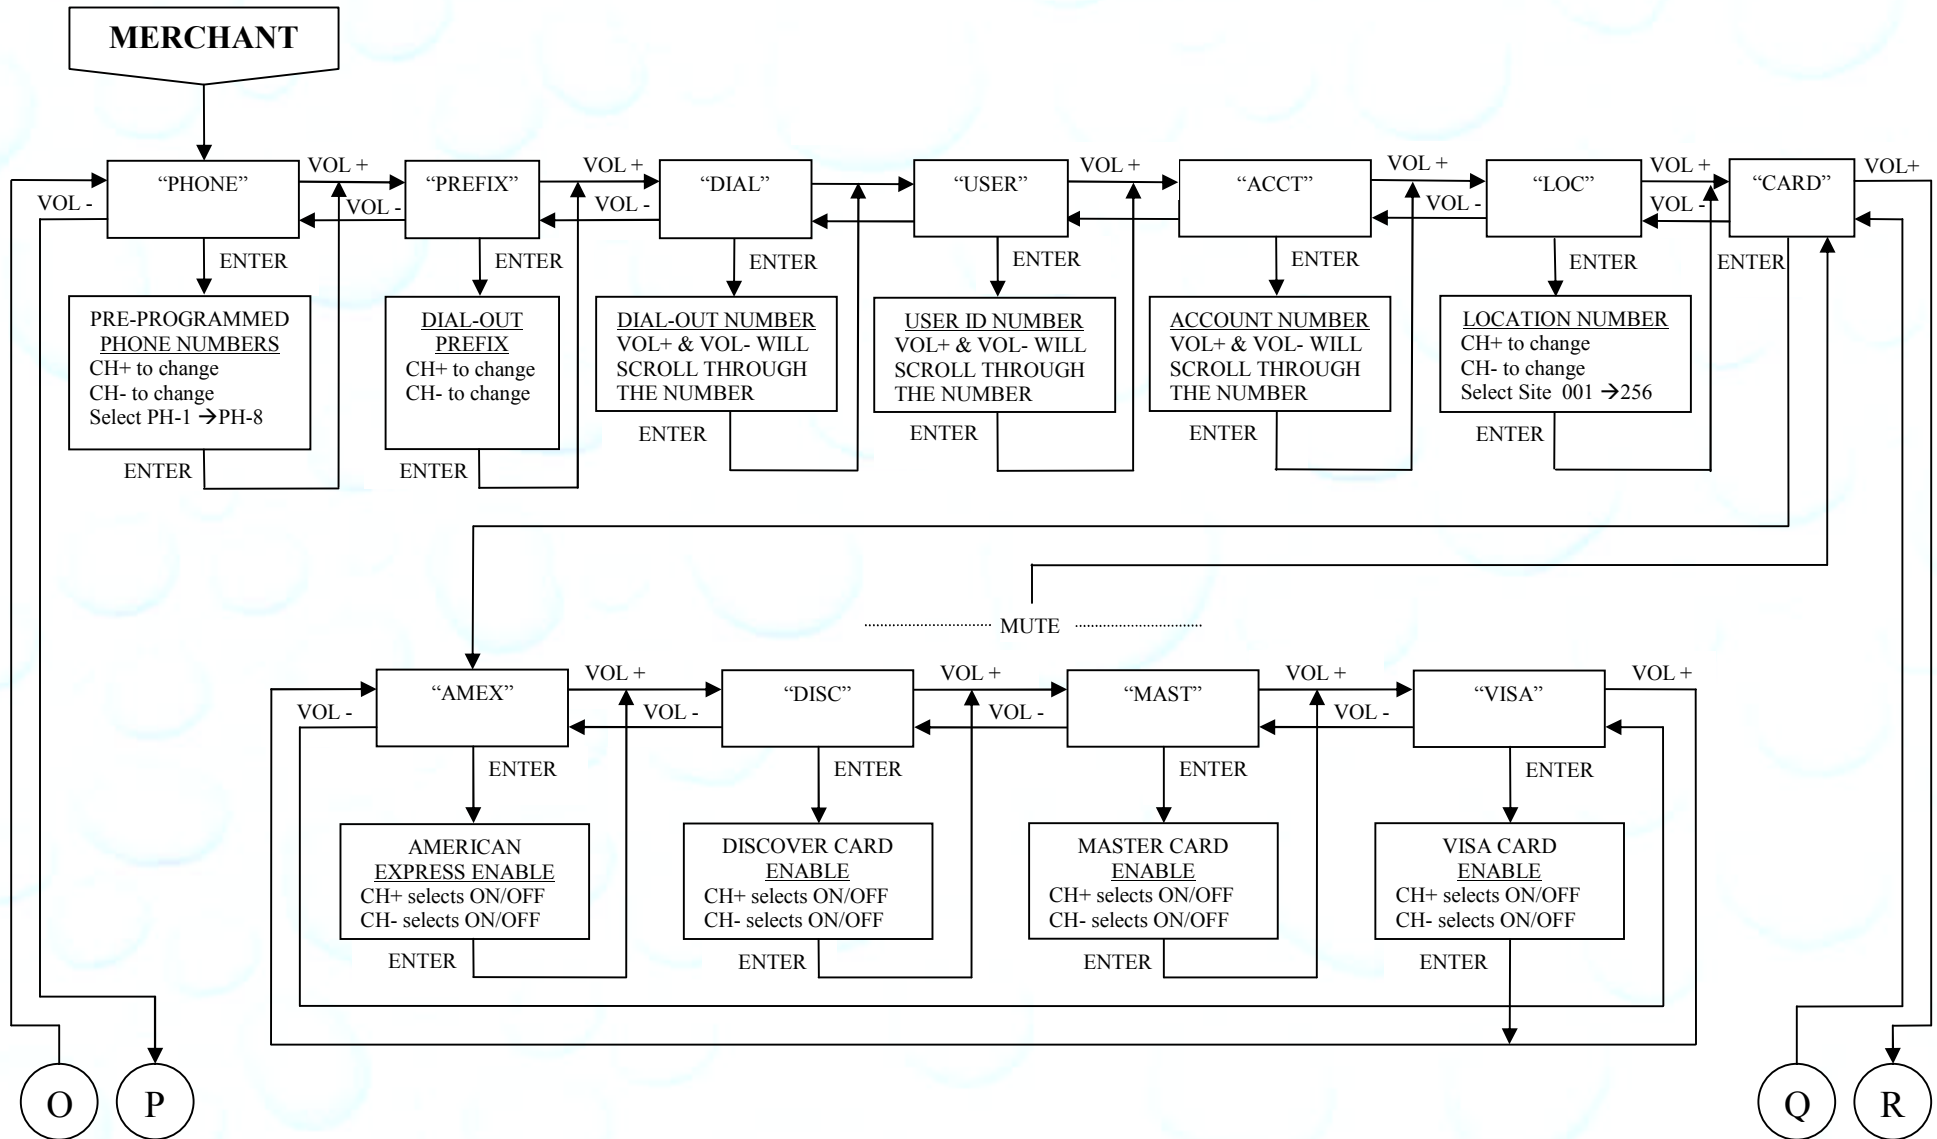 MERCHANT
VOL + VOL + VOL + VOL + VOL + VOL+
“PHONE” “PREFIX” “DIAL” “USER” “ACCT” “LOC” “CARD”
VOL - VOL - VOL - VOL - VOL -
ENTER ENTER ENTER ENTER ENTER ENTER ENTER
PRE-PROGRAMMED
PHONE NUMBERS
CH+ to change
CH- to change
Select PH-1 →PH-8
ENTER
DIAL-OUT
PREFIX
CH+ to change
CH- to change
ENTER
DIAL-OUT NUMBER
VOL+ & VOL- WILL
SCROLL THROUGH
THE NUMBER
ENTER
USER ID NUMBER
VOL+ & VOL- WILL
SCROLL THROUGH
THE NUMBER
ENTER
ACCOUNT NUMBER
VOL+ & VOL- WILL
SCROLL THROUGH
THE NUMBER
ENTER
LOCATION NUMBER
CH+ to change
CH- to change
Select Site 001 →256
ENTER
MUTE
VOL + VOL + VOL + VOL +
“AMEX” “DISC” “MAST” “VISA”
VOL - VOL - VOL - VOL -
ENTER ENTER ENTER ENTER
AMERICAN
EXPRESS ENABLE
CH+ selects ON/OFF
CH- selects ON/OFF
ENTER
DISCOVER CARD
ENABLE
CH+ selects ON/OFF
CH- selects ON/OFF
ENTER
MASTER CARD
ENABLE
CH+ selects ON/OFF
CH- selects ON/OFF
ENTER
VISA CARD
ENABLE
CH+ selects ON/OFF
CH- selects ON/OFF
ENTER
O P Q R